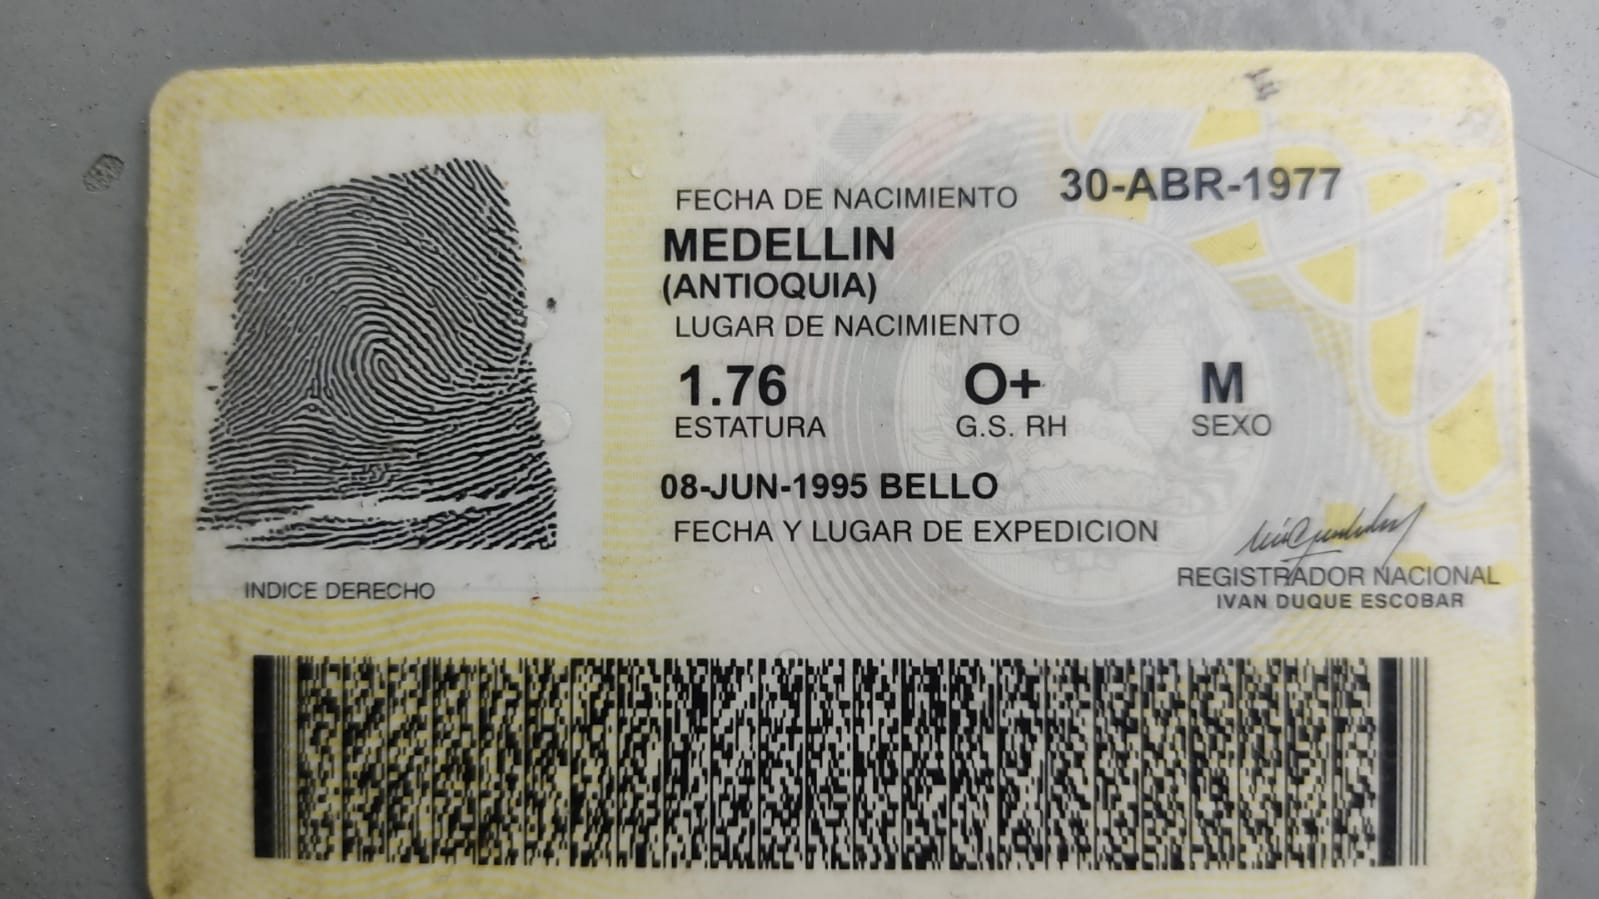 FECHA DE NACIMIENTO 30-ABR-1977
MEDELLIN
(ANTIOQUIA)
LUGAR DE NACIMIENTO
1.76 O+ M
ESTATURA G.S. RH SEXO
08-JUN-1995 BELLO
FECHA Y LUGAR DE EXPEDICION
INDICE DERECHO
REGISTRADOR NACIONAL
IVAN DUQUE ESCOBAR